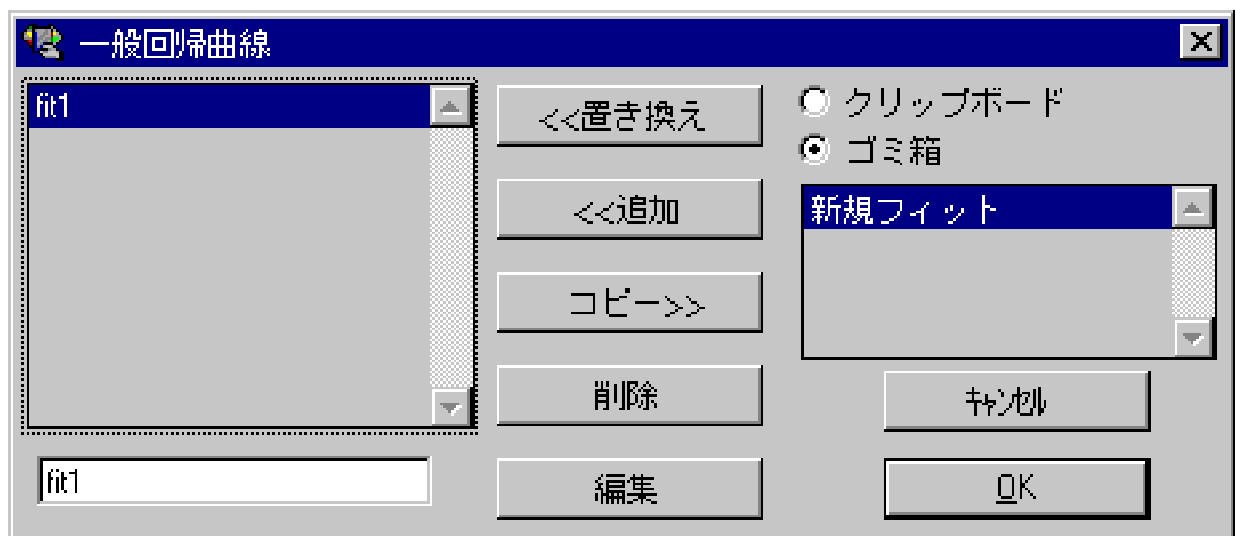 一般回帰曲線
fit1
<<置き換え
<<追加
コピー>>
削除
編集
クリップボード
ゴミ箱
新規フィット
ｷｬﾝｾﾙ
OK
fit1